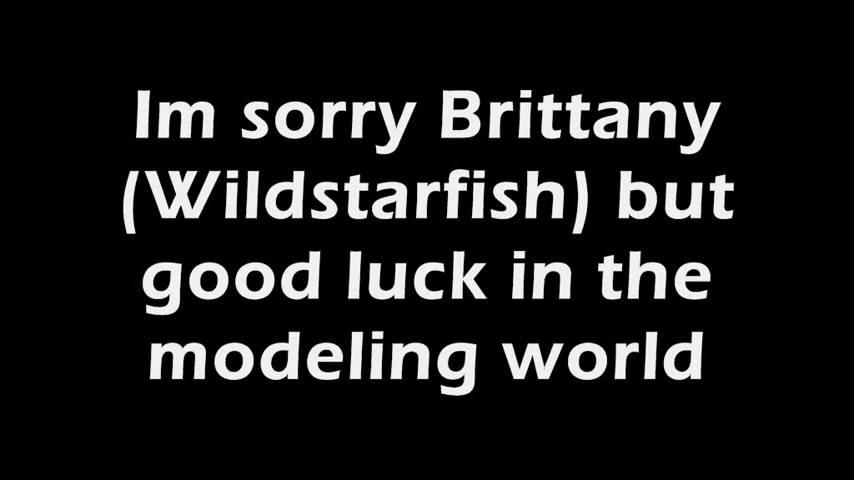 Im sorry Brittany
(Wildstarfish) but
good luck in the
modeling world